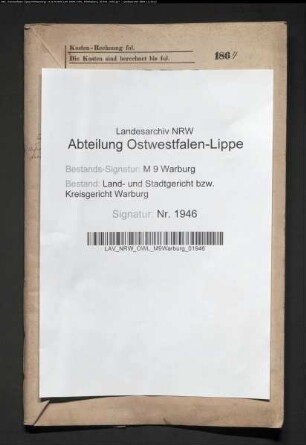 Kosten-Rechnung fol.
Die Kosten sind berechnet bis fol.
1864
Landesarchiv NRW
Abteilung Ostwestfalen-Lippe
Bestands-Signatur: M 9 Warburg
Bestand: Land- und Stadtgericht bzw.
Kreisgericht Warburg
Signatur: Nr. 1946
LAV_NRW_OWL_M9Warburg_01946